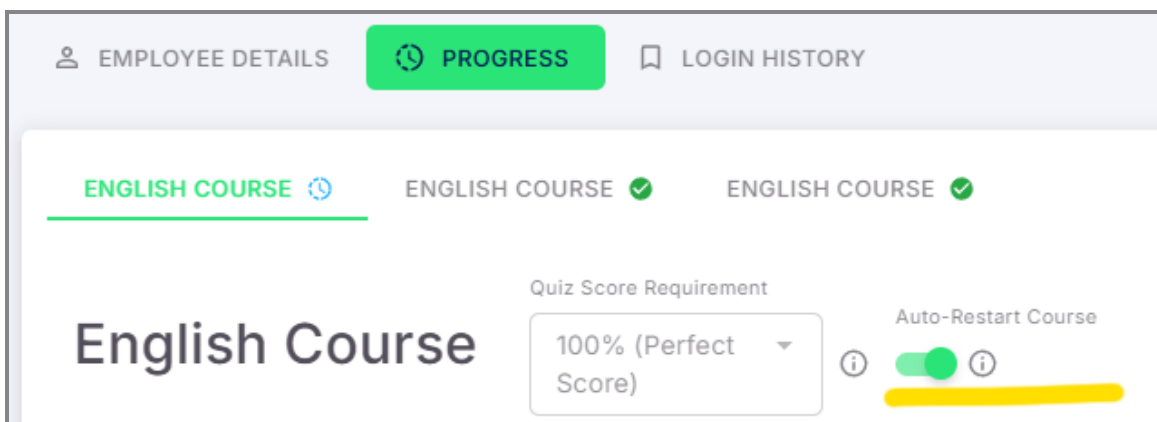 EMPLOYEE DETAILS PROGRESS LOGIN HISTORY
ENGLISH COURSE ENGLISH COURSE ENGLISH COURSE
Quiz Score Requirement
Auto-Restart Course
English Course
100% (Perfect
Score)